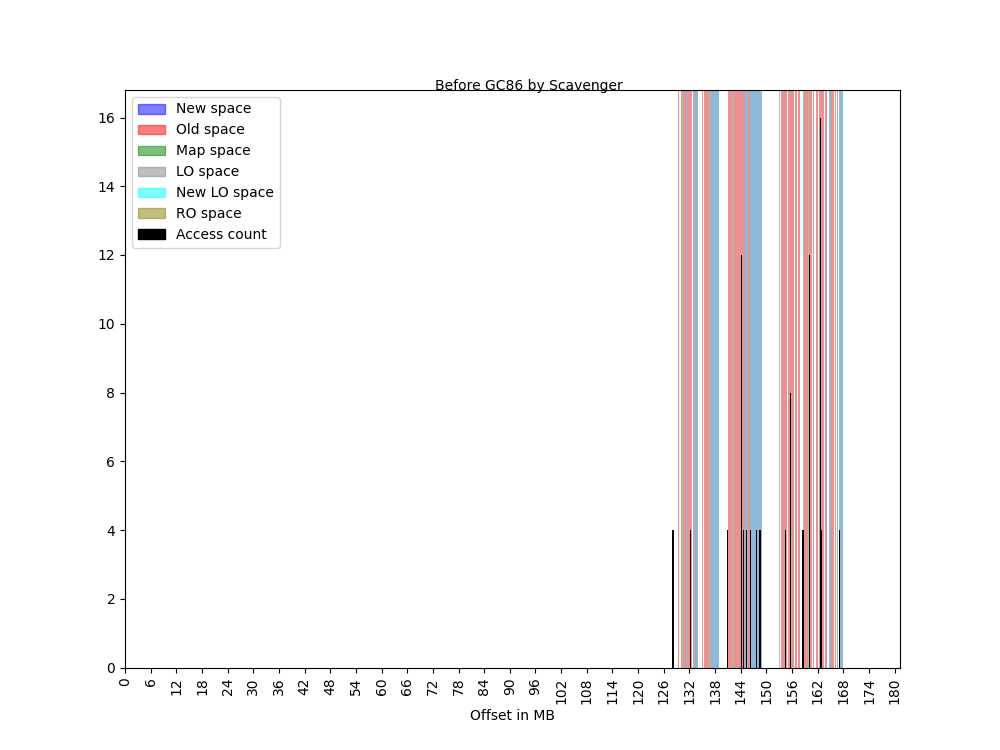 Before GC86 by Scavenger
New space
Old space
Map space
LO space
New LO space
RO space
Access count
16
14
12
10
8
6
4
2
0
0 6 12 18 24 30 36 42 48 54 60 66 72 78 84 90 96 102 108 114 120 126 132 138 144 150 156 162 168 174 180
Offset in MB